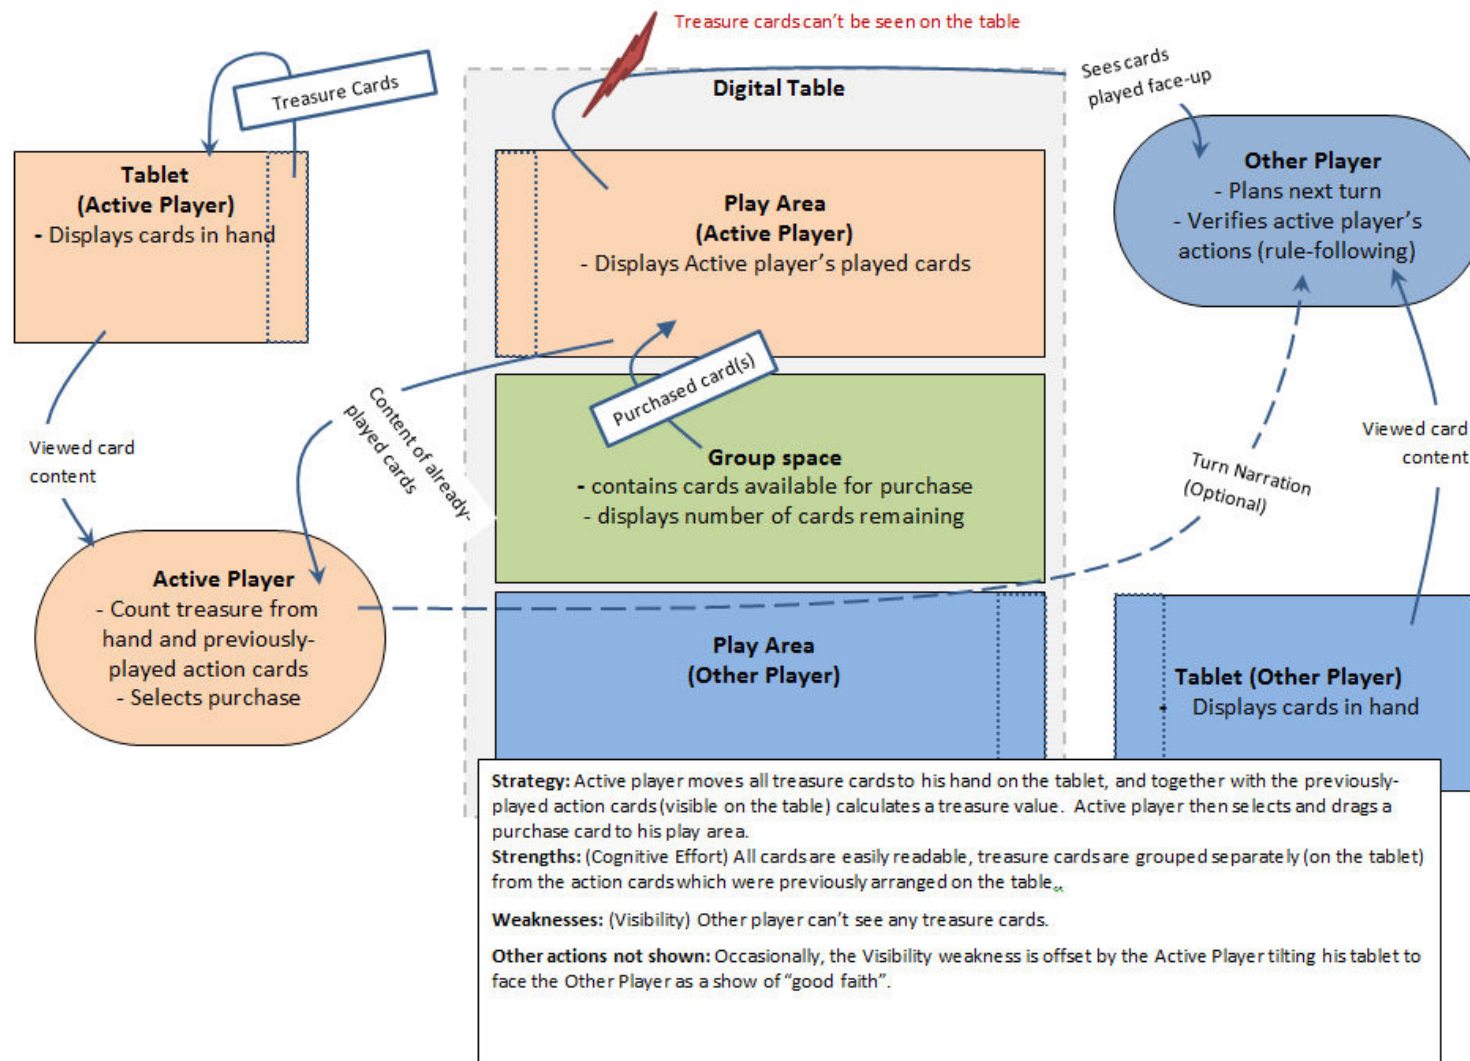 Treasure cards can't be seen on the table
Treasure Cards
Digital Table
Sees cards
played face-up
Tablet
(Active Player)
- Displays cards in hand
Play Area
(Active Player)
- Displays Active player's played cards
Other Player
- Plans next turn
- Verifies active player's
actions (rule-following)
Purchased card(s)
Content of already-
played cards
Viewed card
content
Group space
- contains cards available for purchase
- displays number of cards remaining
Turn Narration
(Optional)
Viewed card
content
Active Player
- Count treasure from
hand and previously-
played action cards
- Selects purchase
Play Area
(Other Player)
Tablet (Other Player)
- Displays cards in hand
Strategy: Active player moves all treasure cards to his hand on the tablet, and together with the previously-
played action cards (visible on the table) calculates a treasure value. Active player then selects and drags a
purchase card to his play area.
Strengths: (Cognitive Effort) All cards are easily readable, treasure cards are grouped separately (on the tablet)
from the action cards which were previously arranged on the table.
Weaknesses: (Visibility) Other player can't see any treasure cards.
Other actions not shown: Occasionally, the Visibility weakness is offset by the Active Player tilting his tablet to
face the Other Player as a show of "good faith".